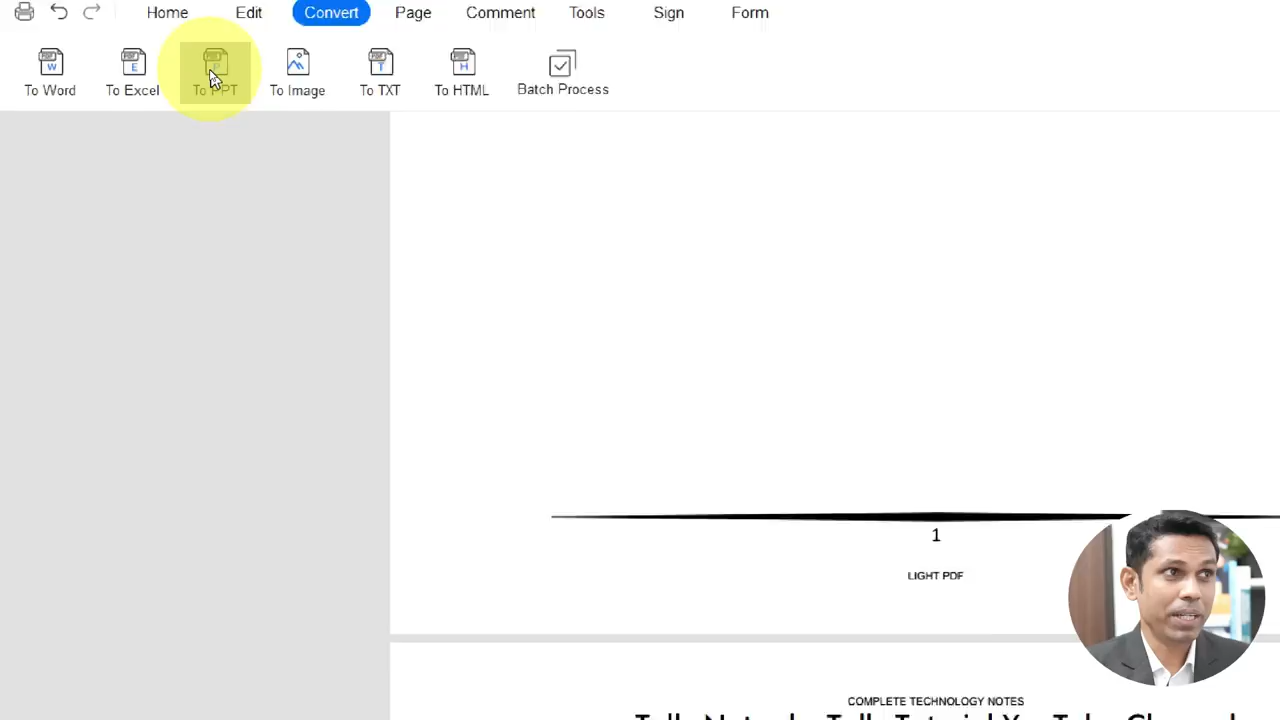 Home Edit Convert Page Comment Tools Sign Form
To Word To Excel To PPT To Image To TXT To HTML Batch Process
1
LIGHT PDF
COMPLETE TECHNOLOGY NOTES